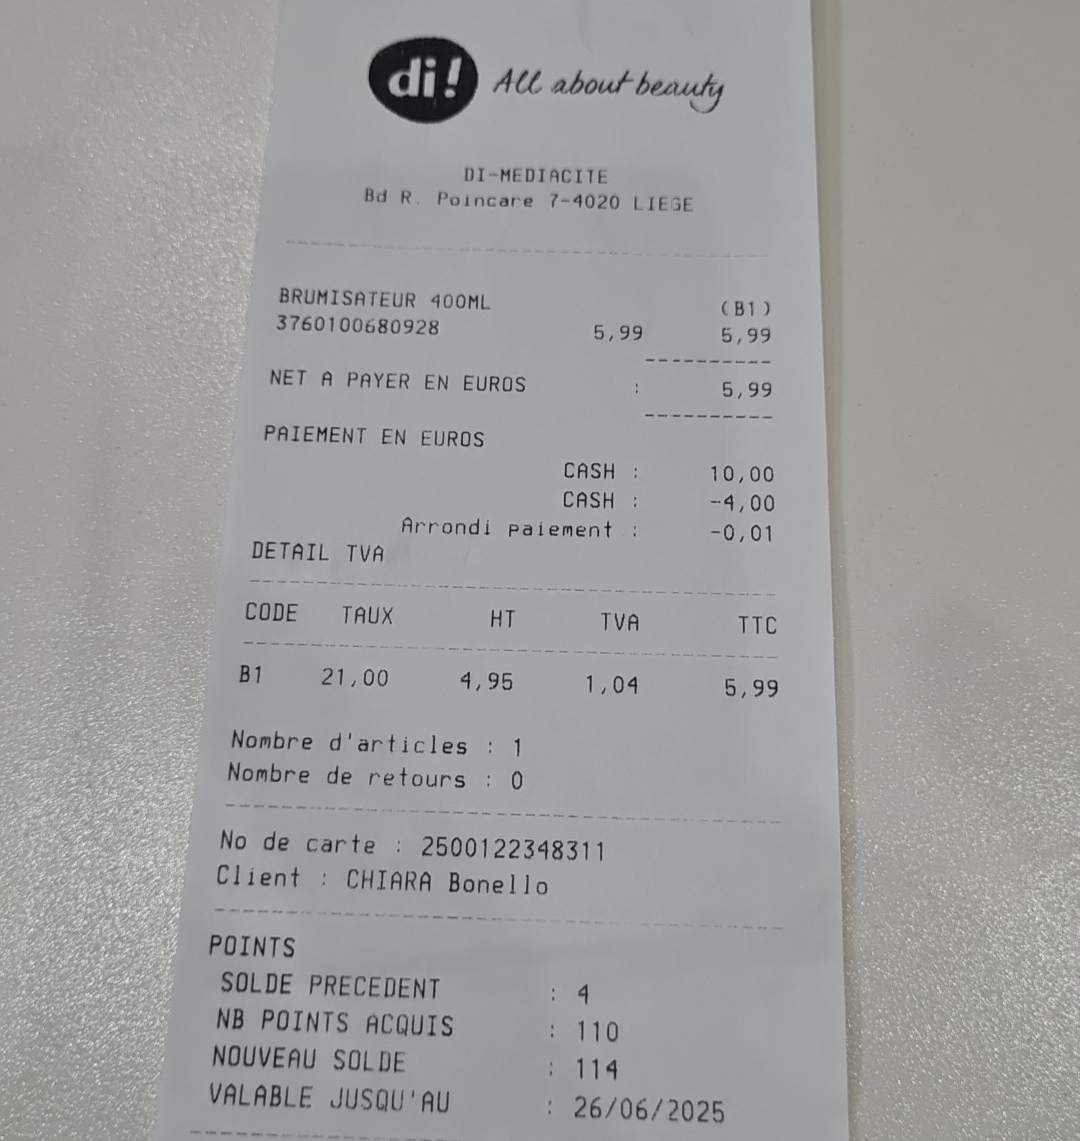 di! All about beauty
DI-MEDIACITE
Bd R. Poincare 7-4020 LIEGE
BRUMISATEUR 400ML (B1)
3760100680928 5,99 5,99
NET A PAYER EN EUROS : 5,99
PAIEMENT EN EUROS
CASH : 10,00
CASH : -4,00
Arrondi paiement : -0,01
DETAIL TVA
CODE TAUX HT TVA TTC
B1 21,00 4,95 1,04 5,99
Nombre d'articles : 1
Nombre de retours : 0
No de carte : 2500122348311
Client : CHIARA Bonello
POINTS
SOLDE PRECEDENT : 4
NB POINTS ACQUIS : 110
NOUVEAU SOLDE : 114
VALABLE JUSQU'AU : 26/06/2025